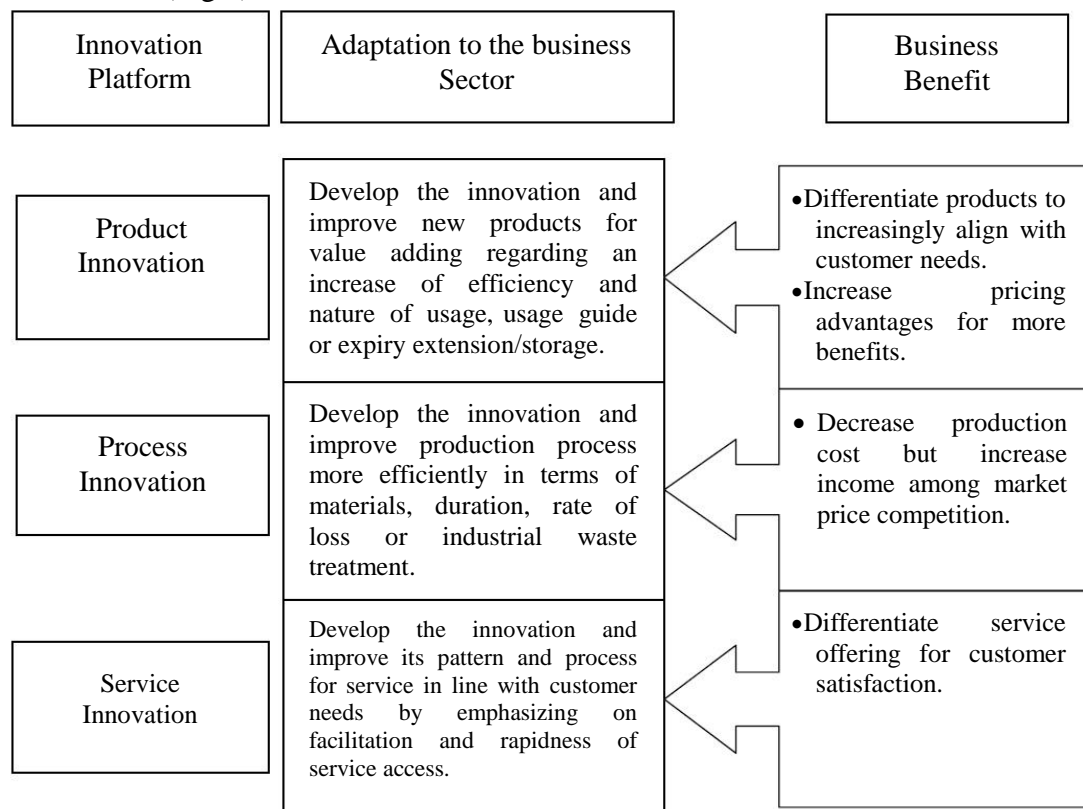 Innovation
Platform
Adaptation to the business
Sector
Business
Benefit
Product
Innovation
Develop the innovation and
improve new products for
value adding regarding an
increase of efficiency and
nature of usage, usage guide
or expiry extension/storage.
•Differentiate products to
increasingly align with
customer needs.
•Increase pricing
advantages for more
benefits.
Process
Innovation
Develop the innovation and
improve production process
more efficiently in terms of
materials, duration, rate of
loss or industrial waste
treatment.
• Decrease production
cost but increase
income among market
price competition.
Service
Innovation
Develop the innovation and
improve its pattern and process
for service in line with customer
needs by emphasizing on
facilitation and rapidness of
service access.
•Differentiate service
offering for customer
satisfaction.